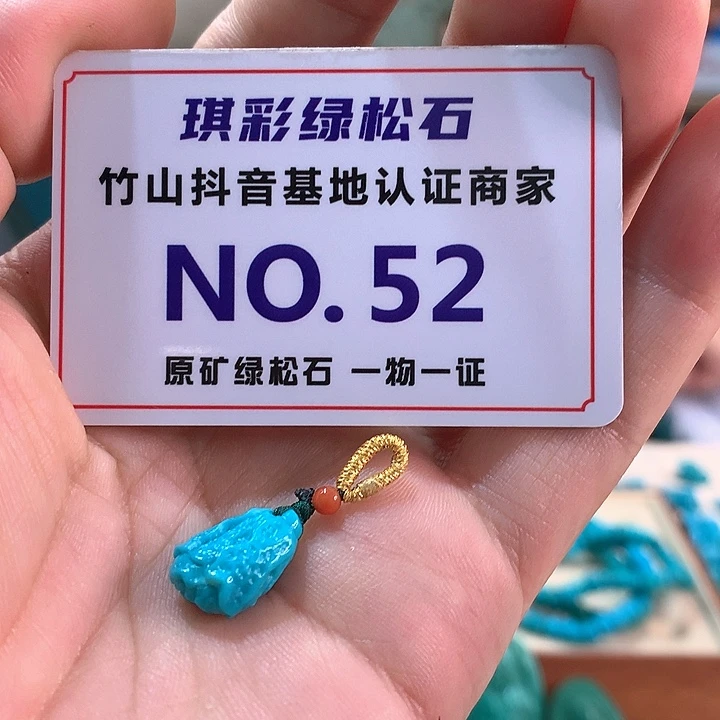 琪彩绿松石
竹山抖音基地认证商家
NO. 52
原矿绿松石 一物一证